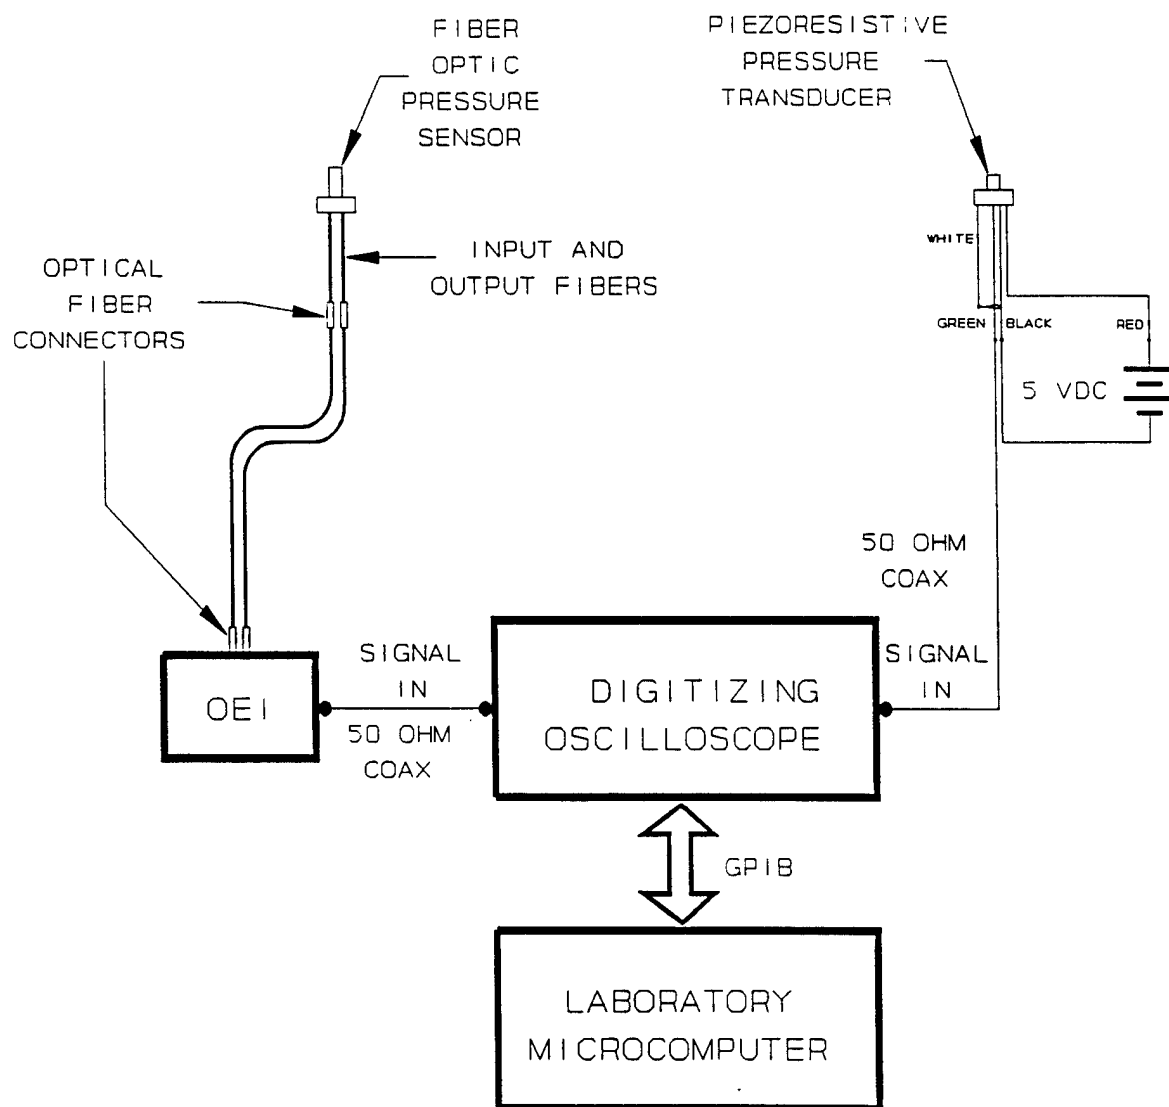 FIBER
OPTIC
PRESSURE
SENSOR
PIEZORESISTIVE
PRESSURE
TRANSDUCER
WHITE
INPUT AND
OUTPUT FIBERS
OPTICAL
FIBER
CONNECTORS
GREEN
BLACK
RED
5 VDC
50 OHM
COAX
SIGNAL
IN
50 OHM
COAX
OEI
DIGITIZING
OSCILLOSCOPE
SIGNAL
IN
GPIB
LABORATORY
MICROCOMPUTER